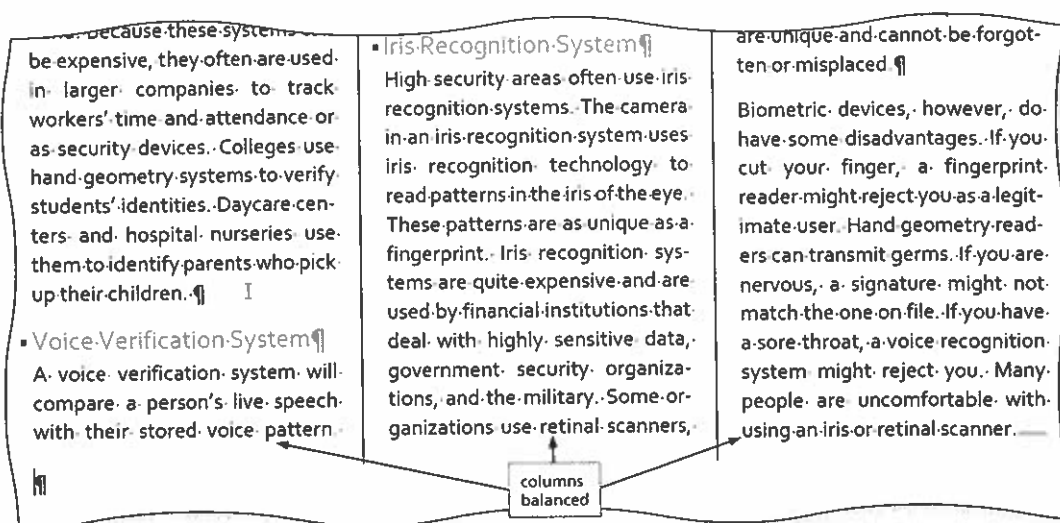 because these systems
be expensive, they often are used
in larger companies to track
workers' time and attendance or
as security devices. Colleges use
hand geometry systems to verify
students' identities. Daycare cen-
ters and hospital nurseries use
them to identify parents who pick
up their children. ¶
Voice Verification System¶
A voice verification system will
compare a person's live speech
with their stored voice pattern
¶
Iris Recognition System¶
High security areas often use iris
recognition systems. The camera
in an iris recognition system uses
iris recognition technology to
read patterns in the iris of the eye.
These patterns are as unique as a
fingerprint. Iris recognition sys-
tems are quite expensive and are
used by financial institutions that
deal with highly sensitive data,
government security organiza-
tions, and the military. Some or-
ganizations use retinal scanners,
are unique and cannot be forgot-
ten or misplaced. ¶
Biometric devices, however, do
have some disadvantages. If you
cut your finger, a fingerprint
reader might reject you as a legit-
imate user. Hand geometry read-
ers can transmit germs. If you are
nervous, a signature might not
match the one on file. If you have
a sore throat, a voice recognition
system might reject you. Many
people are uncomfortable with
using an iris or retinal scanner.
columns
balanced